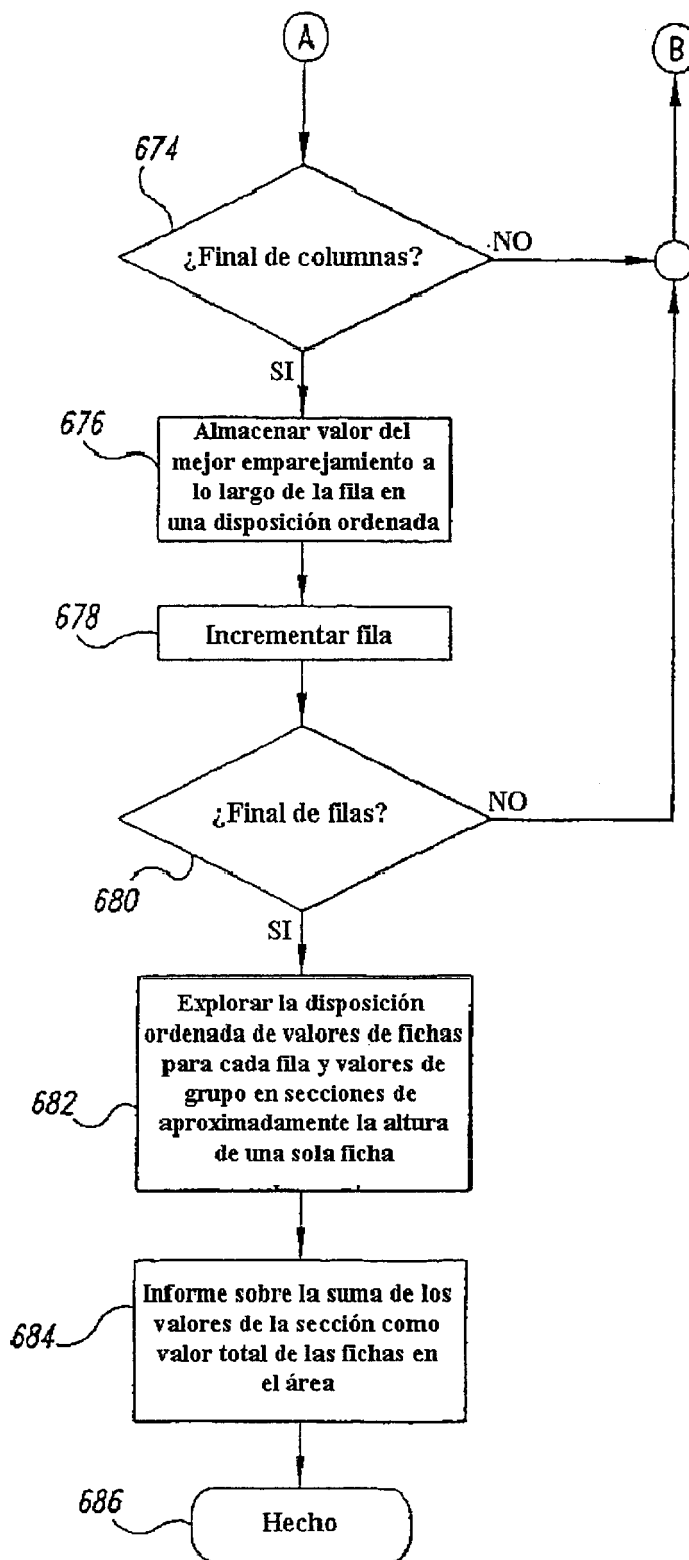 A
B
674
¿Final de columnas?
NO
SI
676
Almacenar valor del
mejor emparejamiento a
lo largo de la fila en
una disposición ordenada
678
Incrementar fila
¿Final de filas?
NO
680
SI
Explorar la disposición
ordenada de valores de fichas
para cada fila y valores de
grupo en secciones de
aproximadamente la altura
de una sola ficha
682
Informe sobre la suma de los
valores de la sección como
valor total de las fichas en
el área
684
686
Hecho